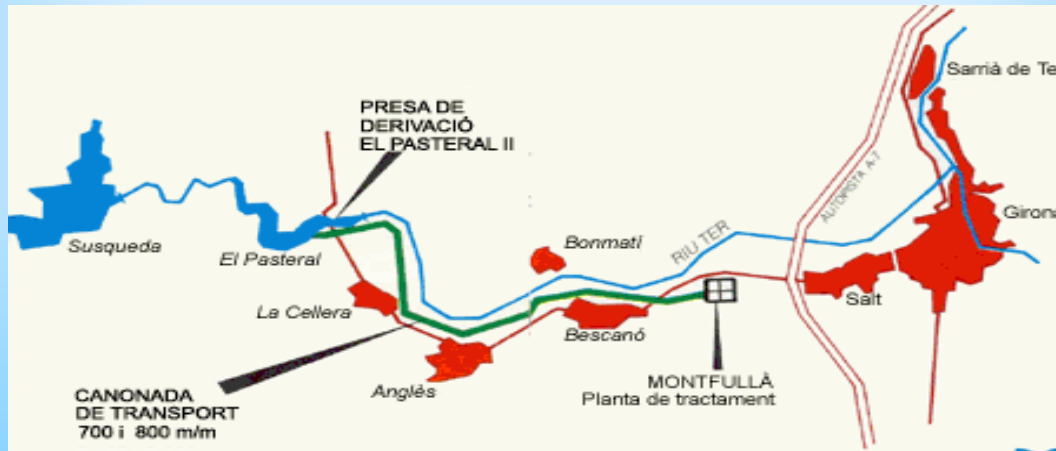 PRESA DE
DERIVACIÓ
EL PASTERAL II
Sarrià de Te
AUTOPISTA A-7
Susqueda
El Pasteral
Bonmatí
RIU TER
Girona
La Cellera
Salt
Bescanó
Anglès
CANONADA
DE TRANSPORT
700 i 800 m/m
MONTFULLÀ
Planta de tractament